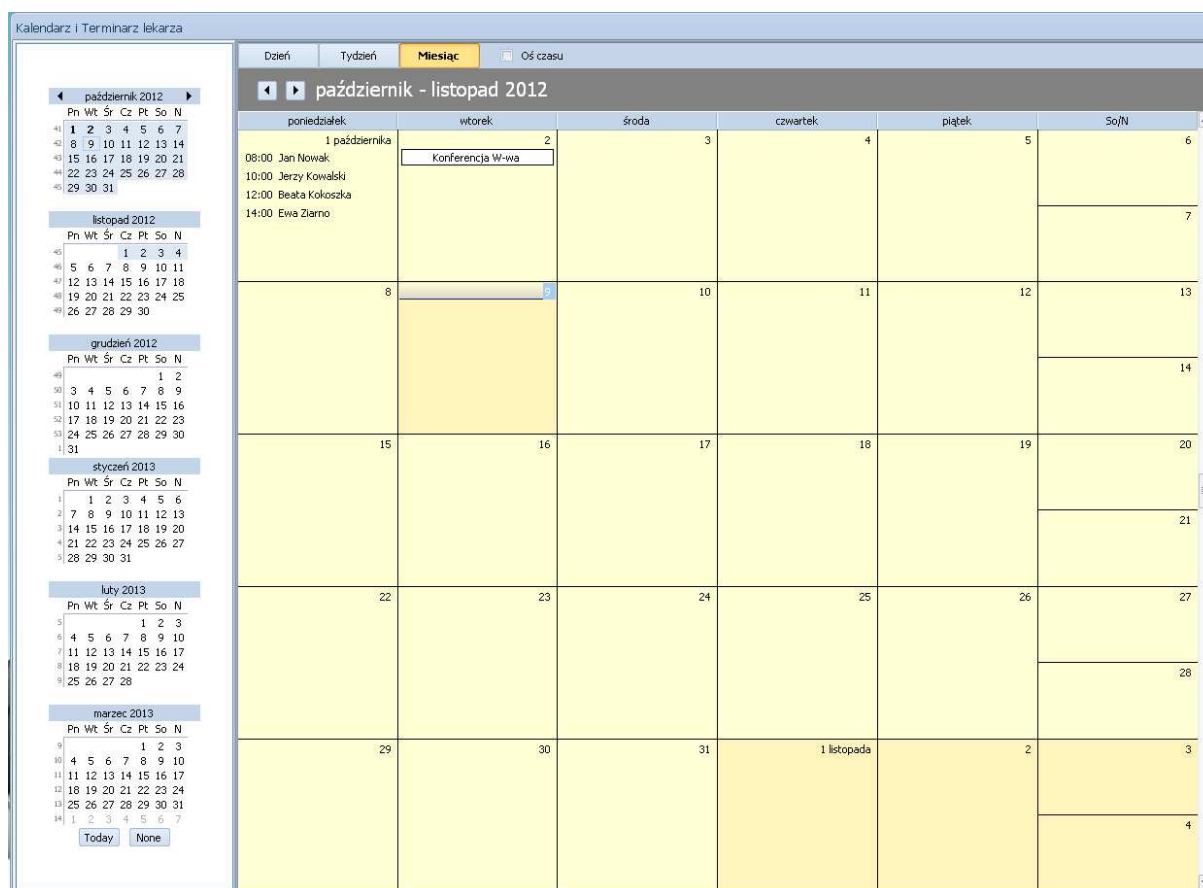 Kalendarz i Terminarz lekarza
październik 2012
Pn Wt Śr Cz Pt So N
41 1 2 3 4 5 6 7
42 8 9 10 11 12 13 14
43 15 16 17 18 19 20 21
44 22 23 24 25 26 27 28
45 29 30 31
listopad 2012
Pn Wt Śr Cz Pt So N
45 1 2 3 4
46 5 6 7 8 9 10 11
47 12 13 14 15 16 17 18
48 19 20 21 22 23 24 25
49 26 27 28 29 30
grudzień 2012
Pn Wt Śr Cz Pt So N
49 1 2
50 3 4 5 6 7 8 9
51 10 11 12 13 14 15 16
52 17 18 19 20 21 22 23
53 24 25 26 27 28 29 30
1 31
styczeń 2013
Pn Wt Śr Cz Pt So N
1 1 2 3 4 5 6
2 7 8 9 10 11 12 13
3 14 15 16 17 18 19 20
4 21 22 23 24 25 26 27
5 28 29 30 31
luty 2013
Pn Wt Śr Cz Pt So N
5 1 2 3
6 4 5 6 7 8 9 10
7 11 12 13 14 15 16 17
8 18 19 20 21 22 23 24
9 25 26 27 28
marzec 2013
Pn Wt Śr Cz Pt So N
9 1 2 3
10 4 5 6 7 8 9 10
11 11 12 13 14 15 16 17
12 18 19 20 21 22 23 24
13 25 26 27 28 29 30 31
14 1 2 3 4 5 6 7
Today None
Dzień Tydzień Miesiąc Oś czasu
październik - listopad 2012
poniedziałek wtorek środa czwartek piątek So/N
1 października 2 3 4 5 6
08:00 Jan Nowak Konferencja W-wa
10:00 Jerzy Kowalski
12:00 Beata Kokoszka
14:00 Ewa Ziarno 7
8 9 10 11 12 13
14
15 16 17 18 19 20
21
22 23 24 25 26 27
28
29 30 31 1 listopada 2 3
4